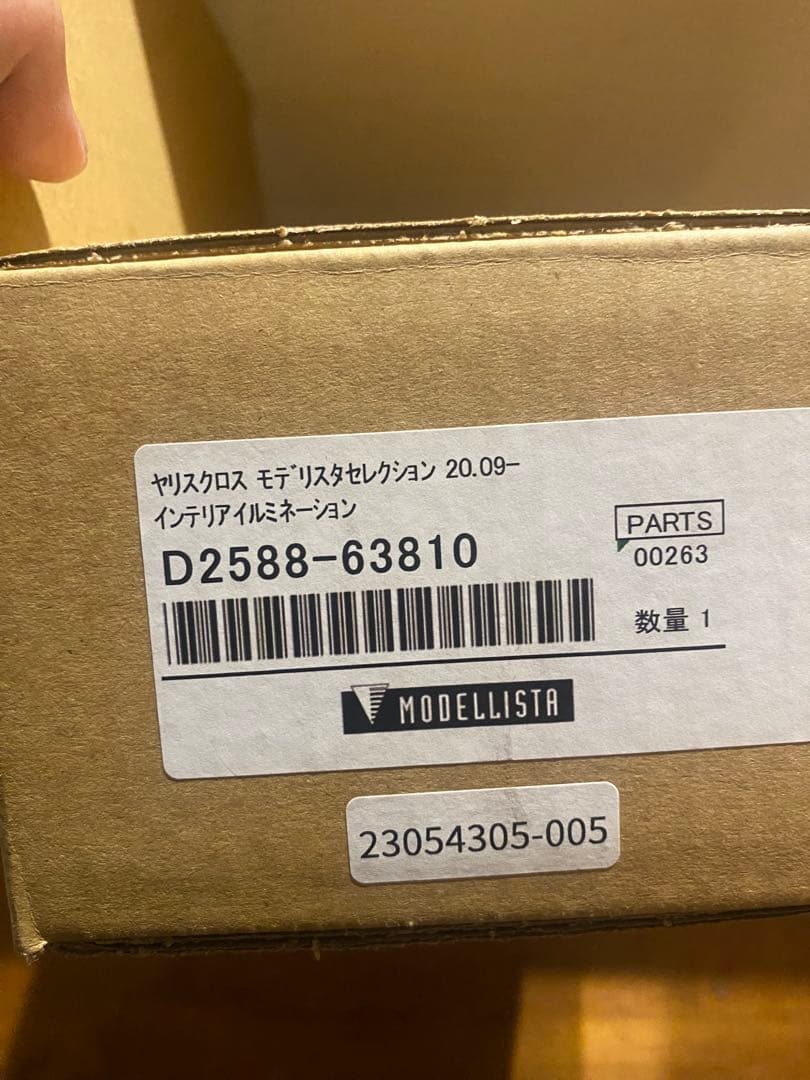 ﾔﾘｽｸﾛｽ ﾓﾃﾞﾘｽﾀｾﾚｸｼｮﾝ 20.09-
ｲﾝﾃﾘｱｲﾙﾐﾈｰｼｮﾝ
D2588-63810
PARTS
00263
数量 1
MODELLISTA
23054305-005